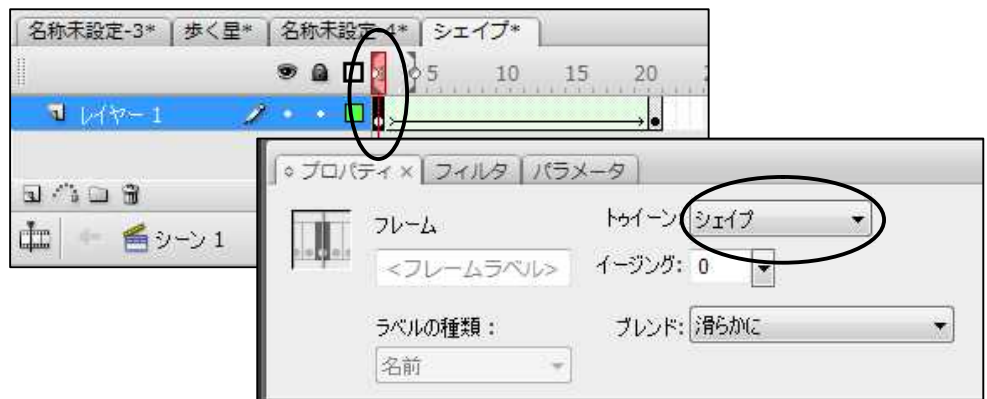 名称未設定-3* 歩く星* 名称未設定-4* シェイプ*
5 10 15 20
レイヤー 1
シーン 1
プロパティ × フィルタ パラメータ
フレーム
<フレームラベル>
ラベルの種類：
名前
トゥイーン: シェイプ
イージング: 0
ブレンド: 滑らかに